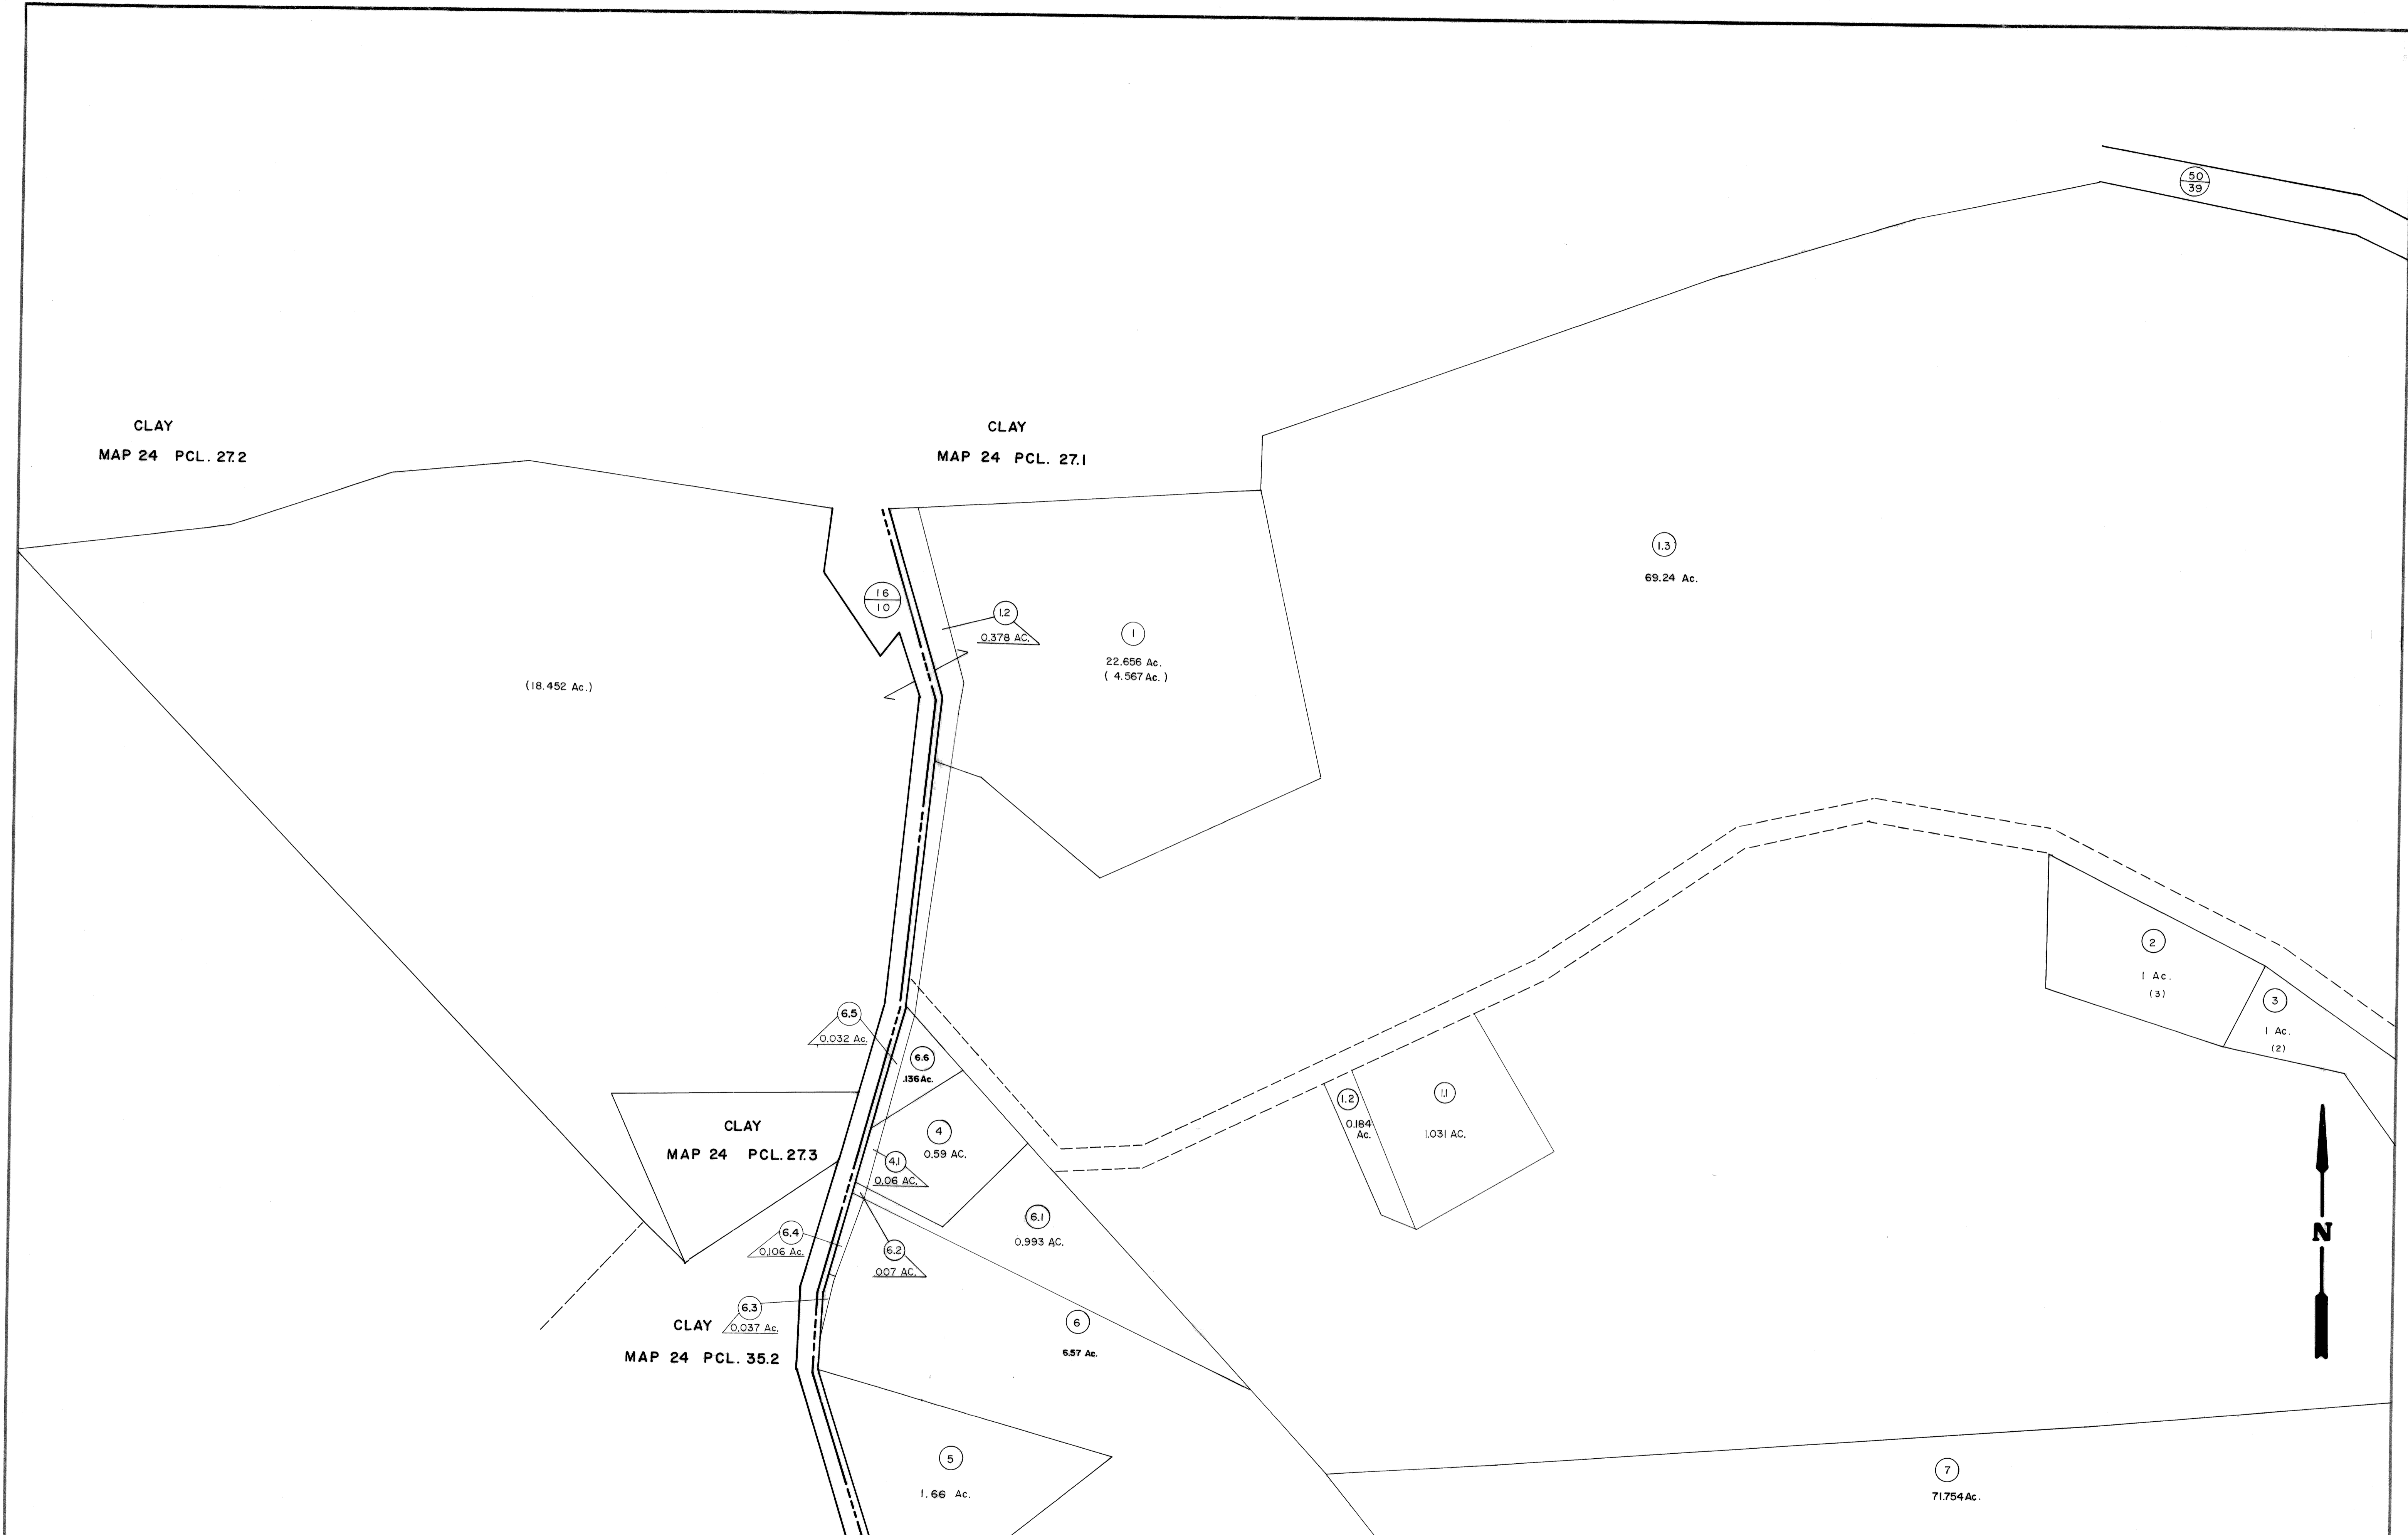 50
39
CLAY
MAP 24 PCL. 27.2
CLAY
MAP 24 PCL. 27.1
1.3
69.24 Ac.
16
10
1.2
0.378 AC.
1
22.656 Ac.
( 4.567 Ac. )
(18.452 Ac.)
2
1 Ac.
(3)
3
1 Ac.
(2)
6.5
0.032 Ac.
6.6
.136 Ac.
1.2
0.184
Ac.
1.1
1.031 AC.
CLAY
MAP 24 PCL. 27.3
4
0.59 AC.
4.1
0.06 AC.
6.1
0.993 AC.
6.4
0.106 Ac.
6.2
.007 AC.
N
6.3
0.037 Ac.
CLAY
MAP 24 PCL. 35.2
6
6.57 Ac.
5
1.66 Ac.
7
71.754 Ac.